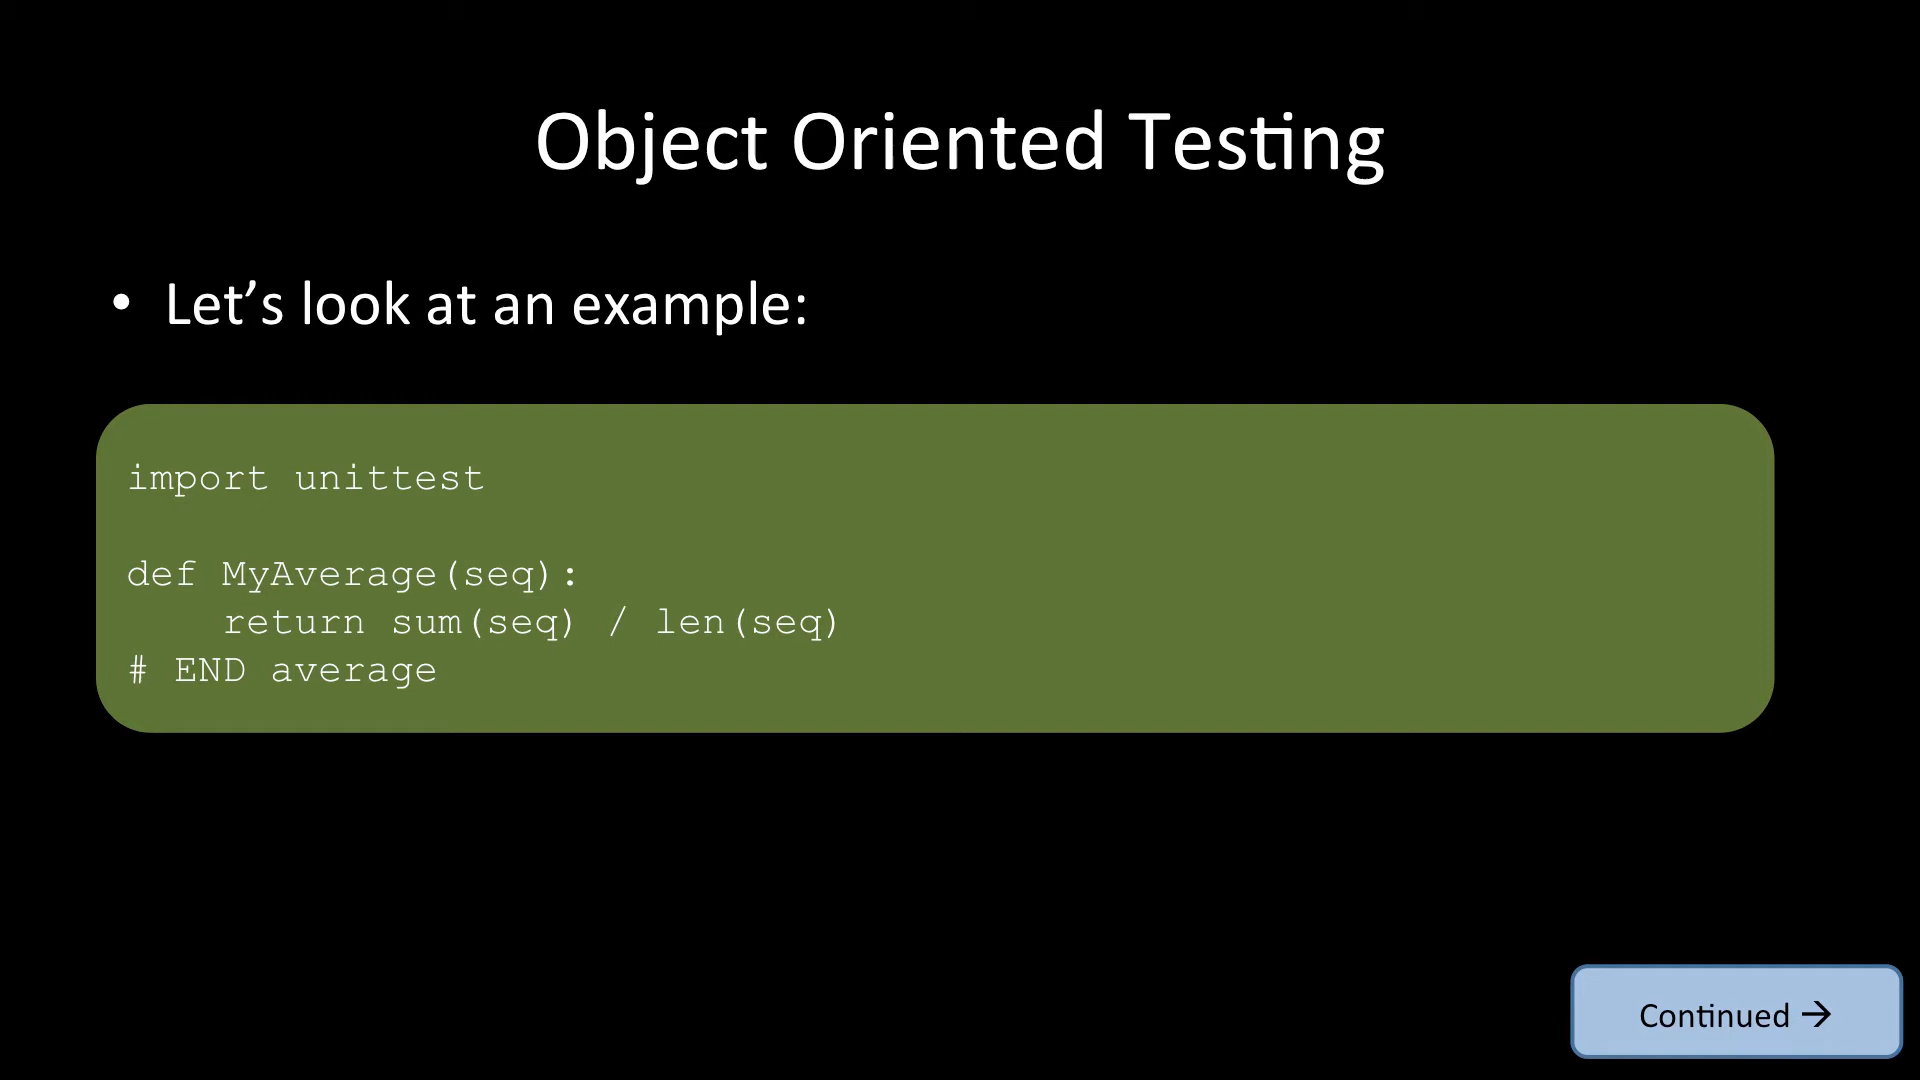 Object Oriented Testing
• Let’s look at an example:
import unittest
def MyAverage(seq):
    return sum(seq) / len(seq)
# END average
Continued →